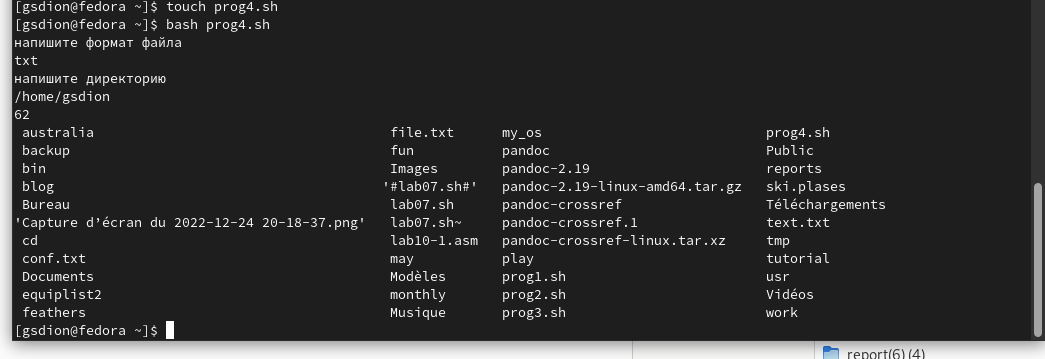 [gsdion@fedora ~]$ touch prog4.sh
[gsdion@fedora ~]$ bash prog4.sh
напишите формат файла
txt
напишите директорию
/home/gsdion
62
australia file.txt my_os prog4.sh
backup fun pandoc Public
bin Images pandoc-2.19 reports
blog '#lab07.sh#' pandoc-2.19-linux-amd64.tar.gz ski.plases
Bureau lab07.sh pandoc-crossref Téléchargements
'Capture d’écran du 2022-12-24 20-18-37.png' lab07.sh~ pandoc-crossref.1 text.txt
cd lab10-1.asm pandoc-crossref-linux.tar.xz tmp
conf.txt may play tutorial
Documents Modèles prog1.sh usr
equiplist2 monthly prog2.sh Vidéos
feathers Musique prog3.sh work
[gsdion@fedora ~]$
report(6)(4)